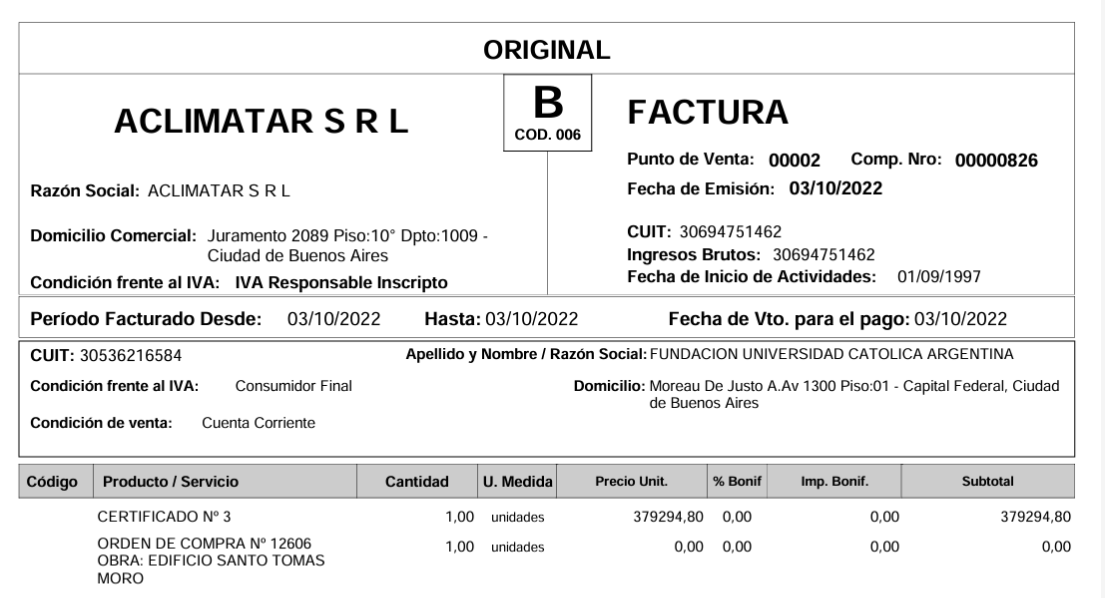 ORIGINAL
ACLIMATAR S R L
B
COD. 006
FACTURA
Punto de Venta: 00002 Comp. Nro: 00000826
Fecha de Emisión: 03/10/2022
Razón Social: ACLIMATAR S R L
Domicilio Comercial: Juramento 2089 Piso:10° Dpto:1009 -
Ciudad de Buenos Aires
Condición frente al IVA: IVA Responsable Inscripto
CUIT: 30694751462
Ingresos Brutos: 30694751462
Fecha de Inicio de Actividades: 01/09/1997
Período Facturado Desde: 03/10/2022 Hasta: 03/10/2022 Fecha de Vto. para el pago: 03/10/2022
CUIT: 30536216584 Apellido y Nombre / Razón Social: FUNDACION UNIVERSIDAD CATOLICA ARGENTINA
Condición frente al IVA: Consumidor Final Domicilio: Moreau De Justo A.Av 1300 Piso:01 - Capital Federal, Ciudad
de Buenos Aires
Condición de venta: Cuenta Corriente
Código Producto / Servicio Cantidad U. Medida Precio Unit. % Bonif Imp. Bonif. Subtotal
CERTIFICADO Nº 3 1,00 unidades 379294,80 0,00 0,00 379294,80
ORDEN DE COMPRA Nº 12606 1,00 unidades 0,00 0,00 0,00 0,00
OBRA: EDIFICIO SANTO TOMAS
MORO